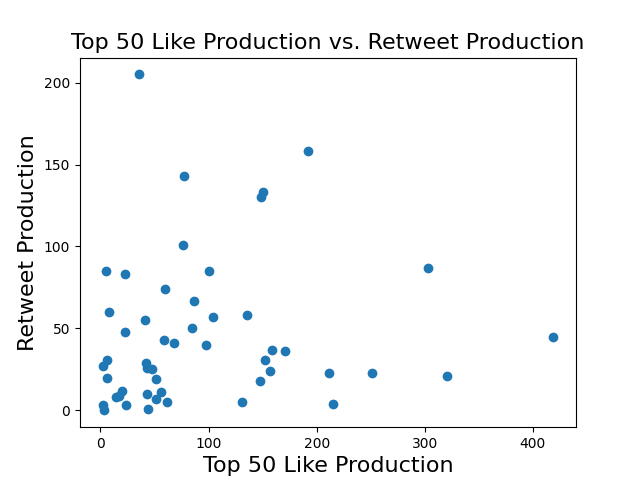 Top 50 Like Production vs. Retweet Production
200
150
100
50
0
Retweet Production
0 100 200 300 400
Top 50 Like Production